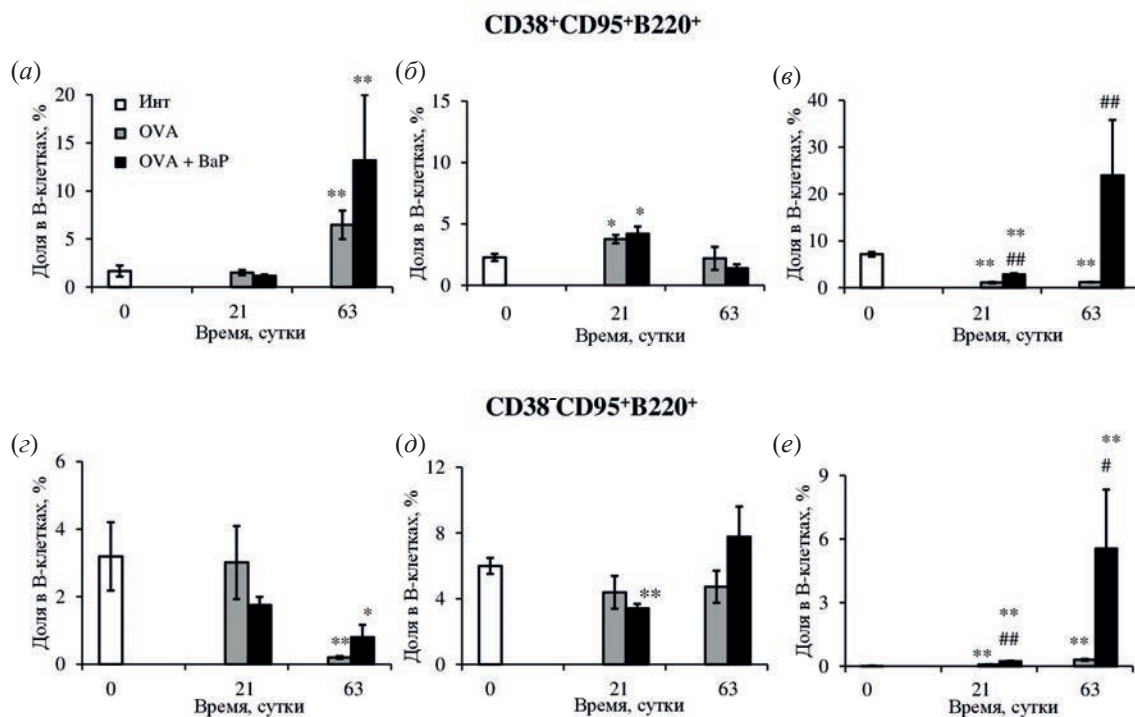 CD38⁺CD95⁺B220⁺
(а)
Доля в В-клетках, %
20
15
10
5
0
Инт
OVA
OVA + BaP
**
**
0
21
63
Время, сутки
(б)
Доля в В-клетках, %
15
10
5
0
*
*
0
21
63
Время, сутки
(в)
Доля в В-клетках, %
40
30
20
10
0
**
**
##
**
##
0
21
63
Время, сутки
CD38⁻CD95⁺B220⁺
(г)
Доля в В-клетках, %
6
4
2
0
**
*
0
21
63
Время, сутки
(д)
Доля в В-клетках, %
12
8
4
0
**
0
21
63
Время, сутки
(е)
Доля в В-клетках, %
9
6
3
0
**
**
##
**
**
#
0
21
63
Время, сутки